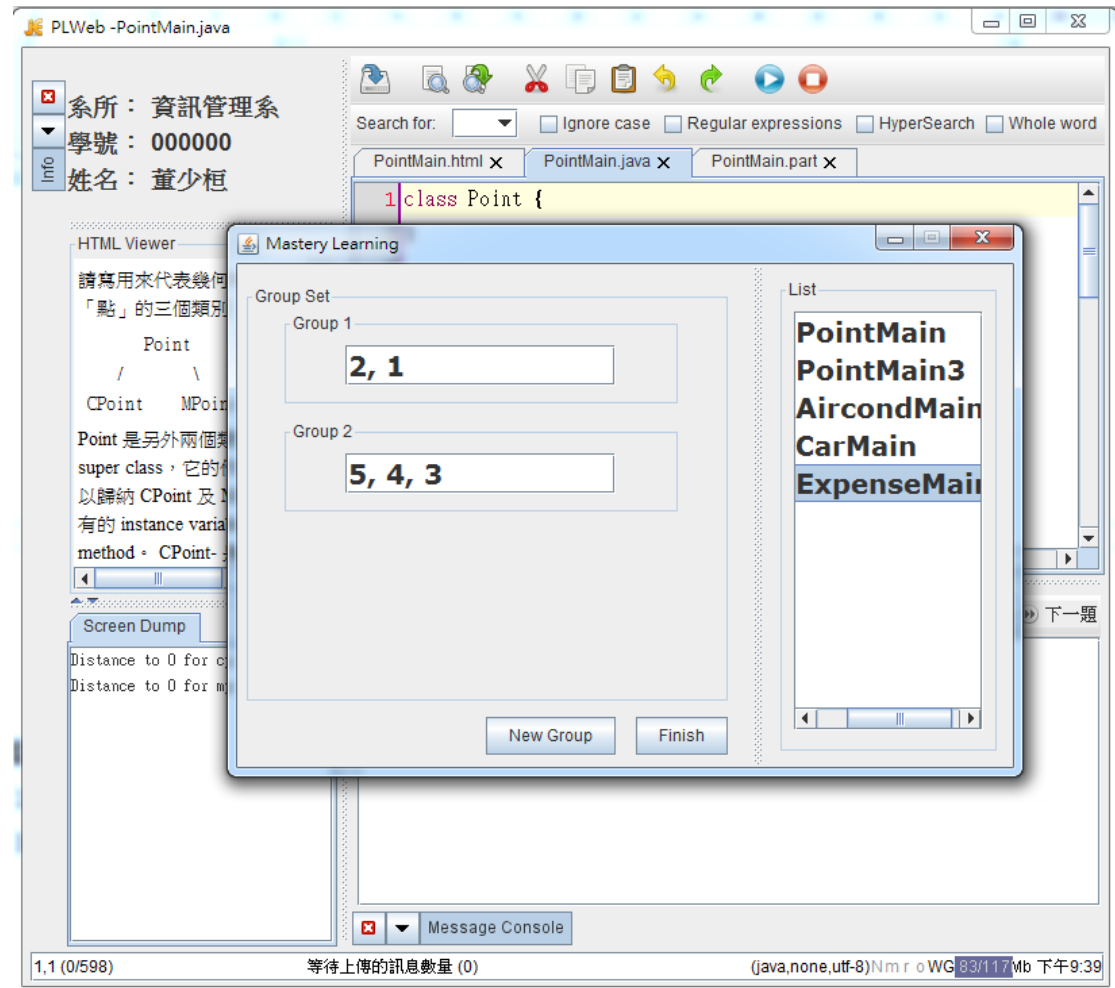 PLWeb -PointMain.java
系所： 資訊管理系
學號： 000000
姓名： 董少桓
Info
Search for:
Ignore case
Regular expressions
HyperSearch
Whole word
PointMain.html
PointMain.java
PointMain.part
1 class Point {
HTML Viewer
請寫用來代表幾何
「點」的三個類別
Point
/ \
CPoint MPoin
Point 是另外兩個
super class，它的
以歸納 CPoint 及
有的 instance varia
method。 CPoint-
Mastery Learning
Group Set
Group 1
2, 1
Group 2
5, 4, 3
New Group
Finish
List
PointMain
PointMain3
AircondMain
CarMain
ExpenseMain
Screen Dump
Distance to 0 for c
Distance to 0 for m
下一題
Message Console
1,1 (0/598)
等待上傳的訊息數量 (0)
(java,none,utf-8)N m r o WG 83/117Mb 下午9:39